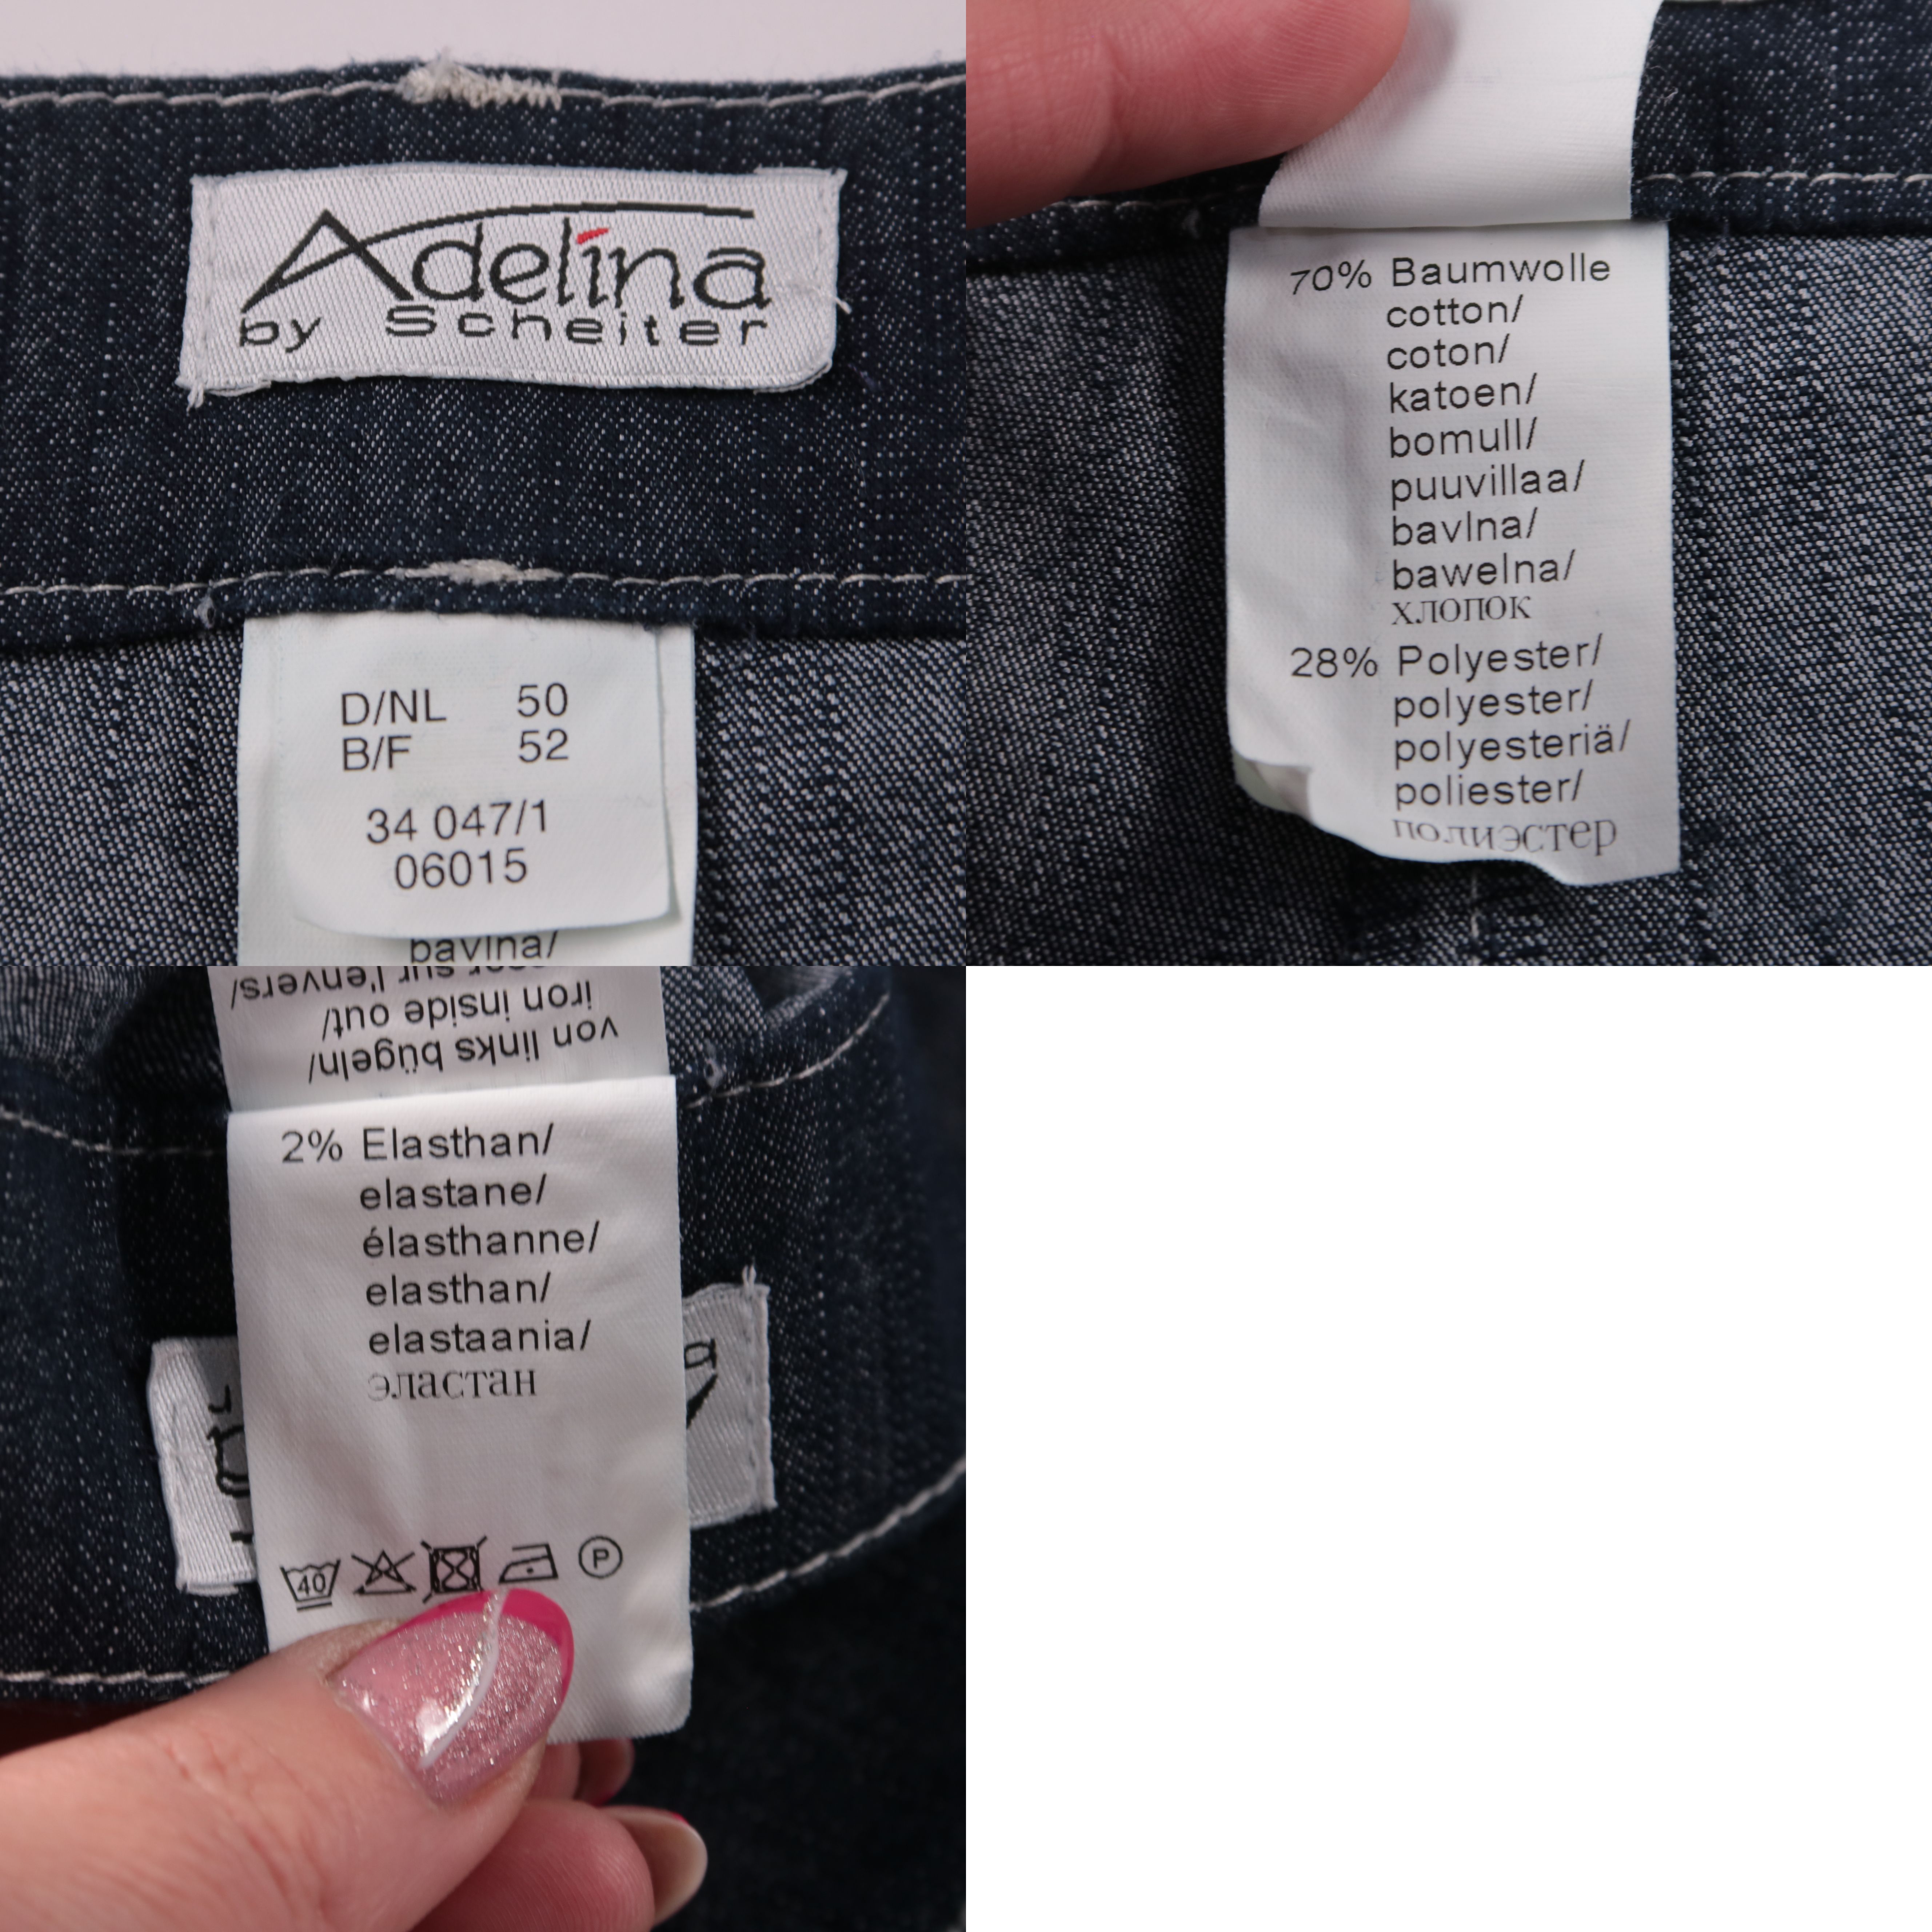 Adelina
by Scheiter
D/NL 50
B/F 52
34 047/1
06015
bavlna/
70% Baumwolle
cotton/
coton/
katoen/
bomull/
puuvillaa/
bavlna/
bawelna/
хлопок
28% Polyester/
polyester/
polyesteriä/
poliester/
полиэстер
von links bügeln/
iron inside out/
sur l'envers/
2% Elasthan/
elastane/
élasthanne/
elasthan/
elastaania/
эластан
40
P